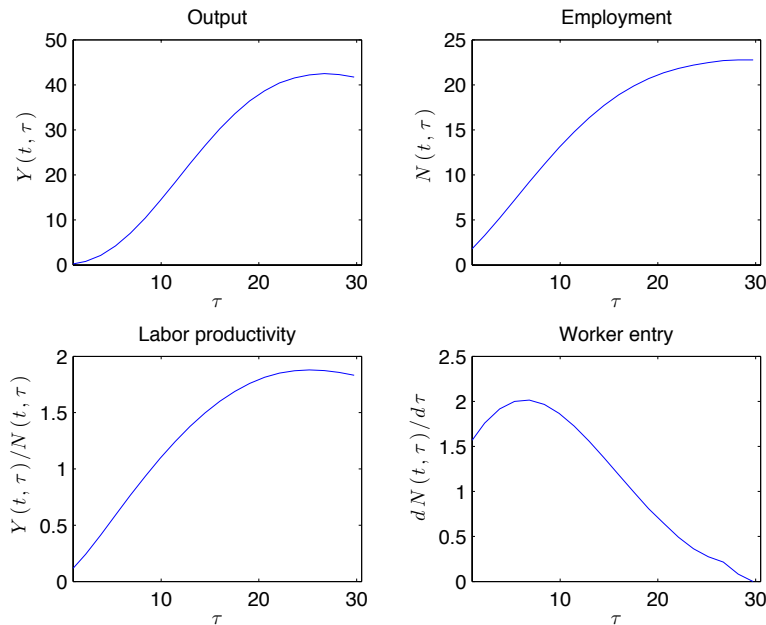 Output
Y(t, τ)
50
40
30
20
10
0
10
20
30
τ
Employment
N(t, τ)
25
20
15
10
5
0
10
20
30
τ
Labor productivity
Y(t, τ)/N(t, τ)
2
1.5
1
0.5
0
10
20
30
τ
Worker entry
dN(t, τ)/dτ
2.5
2
1.5
1
0.5
0
10
20
30
τ